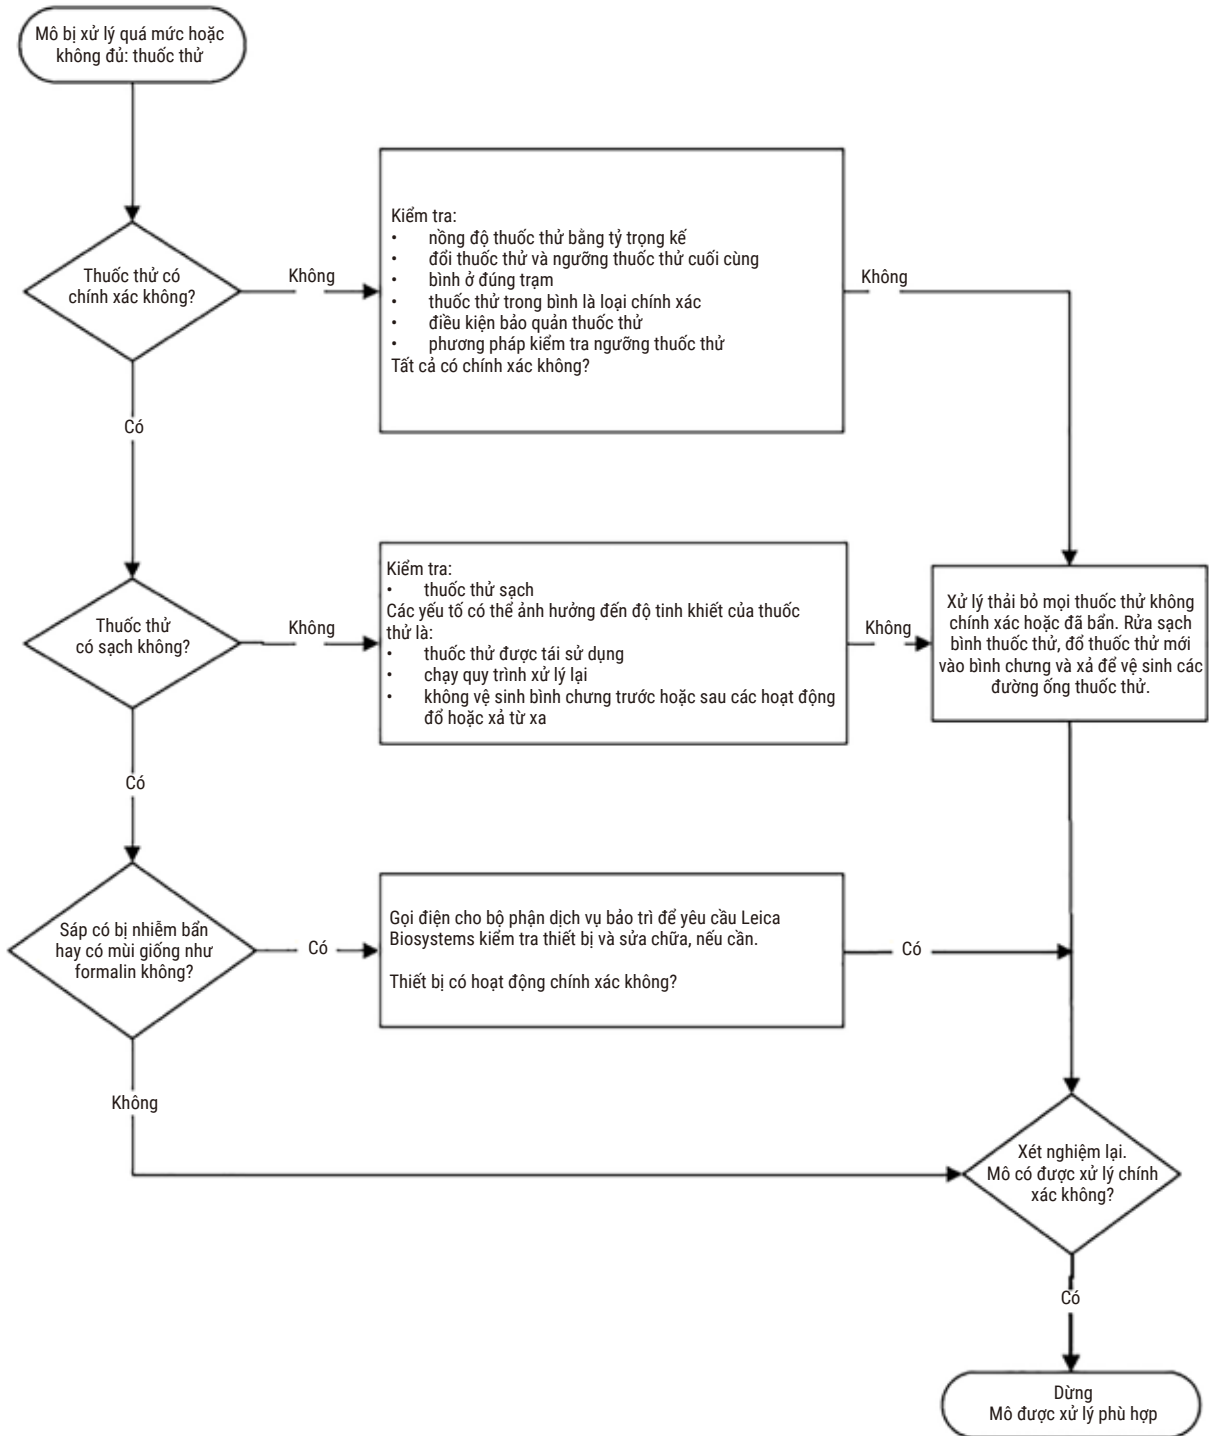 Mô bị xử lý quá mức hoặc
không đủ: thuốc thử
Thuốc thử có
chính xác không?
Không
Kiểm tra:
• nồng độ thuốc thử bằng tỷ trọng kế
• đổi thuốc thử và ngưỡng thuốc thử cuối cùng
• bình ở đúng trạm
• thuốc thử trong bình là loại chính xác
• điều kiện bảo quản thuốc thử
• phương pháp kiểm tra ngưỡng thuốc thử
Tất cả có chính xác không?
Không
Có
Thuốc thử
có sạch không?
Không
Kiểm tra:
• thuốc thử sạch
Các yếu tố có thể ảnh hưởng đến độ tinh khiết của thuốc
thử là:
• thuốc thử được tái sử dụng
• chạy quy trình xử lý lại
• không vệ sinh bình chưng trước hoặc sau các hoạt động
đổ hoặc xả từ xa
Không
Xử lý thải bỏ mọi thuốc thử không
chính xác hoặc đã bẩn. Rửa sạch
bình thuốc thử, đổ thuốc thử mới
vào bình chưng và xả để vệ sinh các
đường ống thuốc thử.
Có
Sáp có bị nhiễm bẩn
hay có mùi giống như
formalin không?
Có
Gọi điện cho bộ phận dịch vụ bảo trì để yêu cầu Leica
Biosystems kiểm tra thiết bị và sửa chữa, nếu cần.
Thiết bị có hoạt động chính xác không?
Có
Không
Xét nghiệm lại.
Mô có được xử lý chính
xác không?
Có
Dừng
Mô được xử lý phù hợp